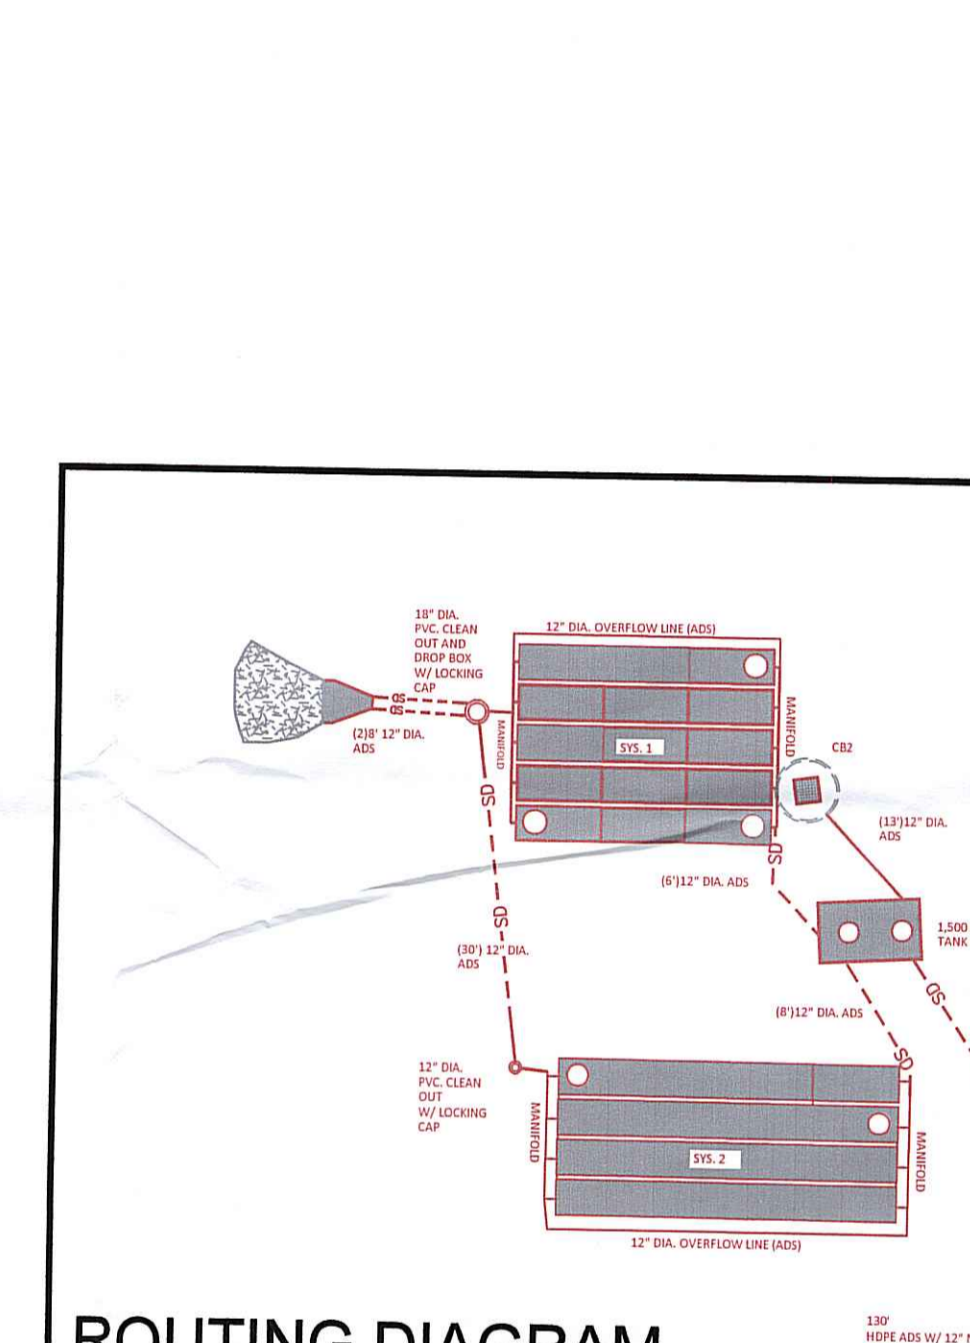 18" DIA.
PVC. CLEAN
OUT AND
DROP BOX
W/ LOCKING
CAP
12" DIA. OVERFLOW LINE (ADS)
SD
SD
(2)8' 12" DIA.
ADS
MANIFOLD
MANIFOLD
SYS. 1
CB2
SD
(13')12" DIA.
ADS
SD
(6')12" DIA. ADS
SD
(30') 12" DIA.
ADS
1,500
TANK
SD
(8')12" DIA. ADS
SD
12" DIA.
PVC. CLEAN
OUT
W/ LOCKING
CAP
MANIFOLD
SYS. 2
MANIFOLD
12" DIA. OVERFLOW LINE (ADS)
ROUTING DIAGRAM
130'
HDPE ADS W/ 12"